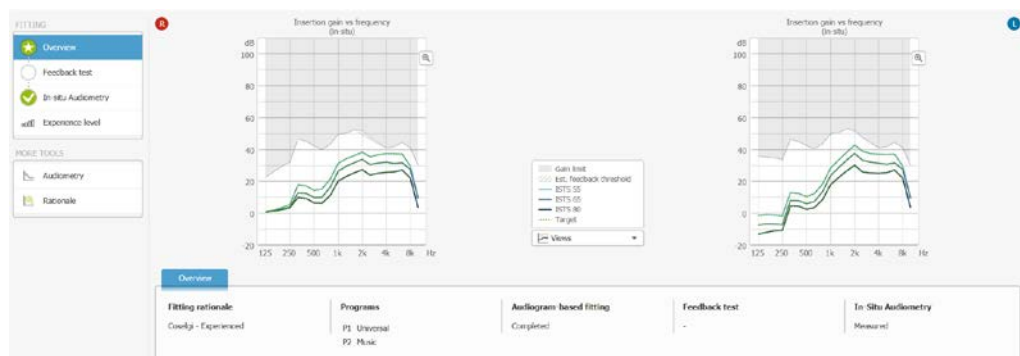 FITTING
Overview
Feedback test
In-situ Audiometry
Experience level
MORE TOOLS
Audiometry
Rationale
R
Insertion gain vs frequency
(in situ)
dB
100
80
60
40
20
0
-20
125 250 500 1k 2k 4k 8k Hz
Gain limit
Est. feedback threshold
ISTS 55
ISTS 65
ISTS 80
Target
Views
Insertion gain vs frequency
(in situ)
L
dB
100
80
60
40
20
0
-20
125 250 500 1k 2k 4k 8k Hz
Overview
Fitting rationale
Coselgi - Experienced
Programs
P1 Universal
P2 Music
Audiogram-based fitting
Completed
Feedback test
-
In-Situ Audiometry
Measured